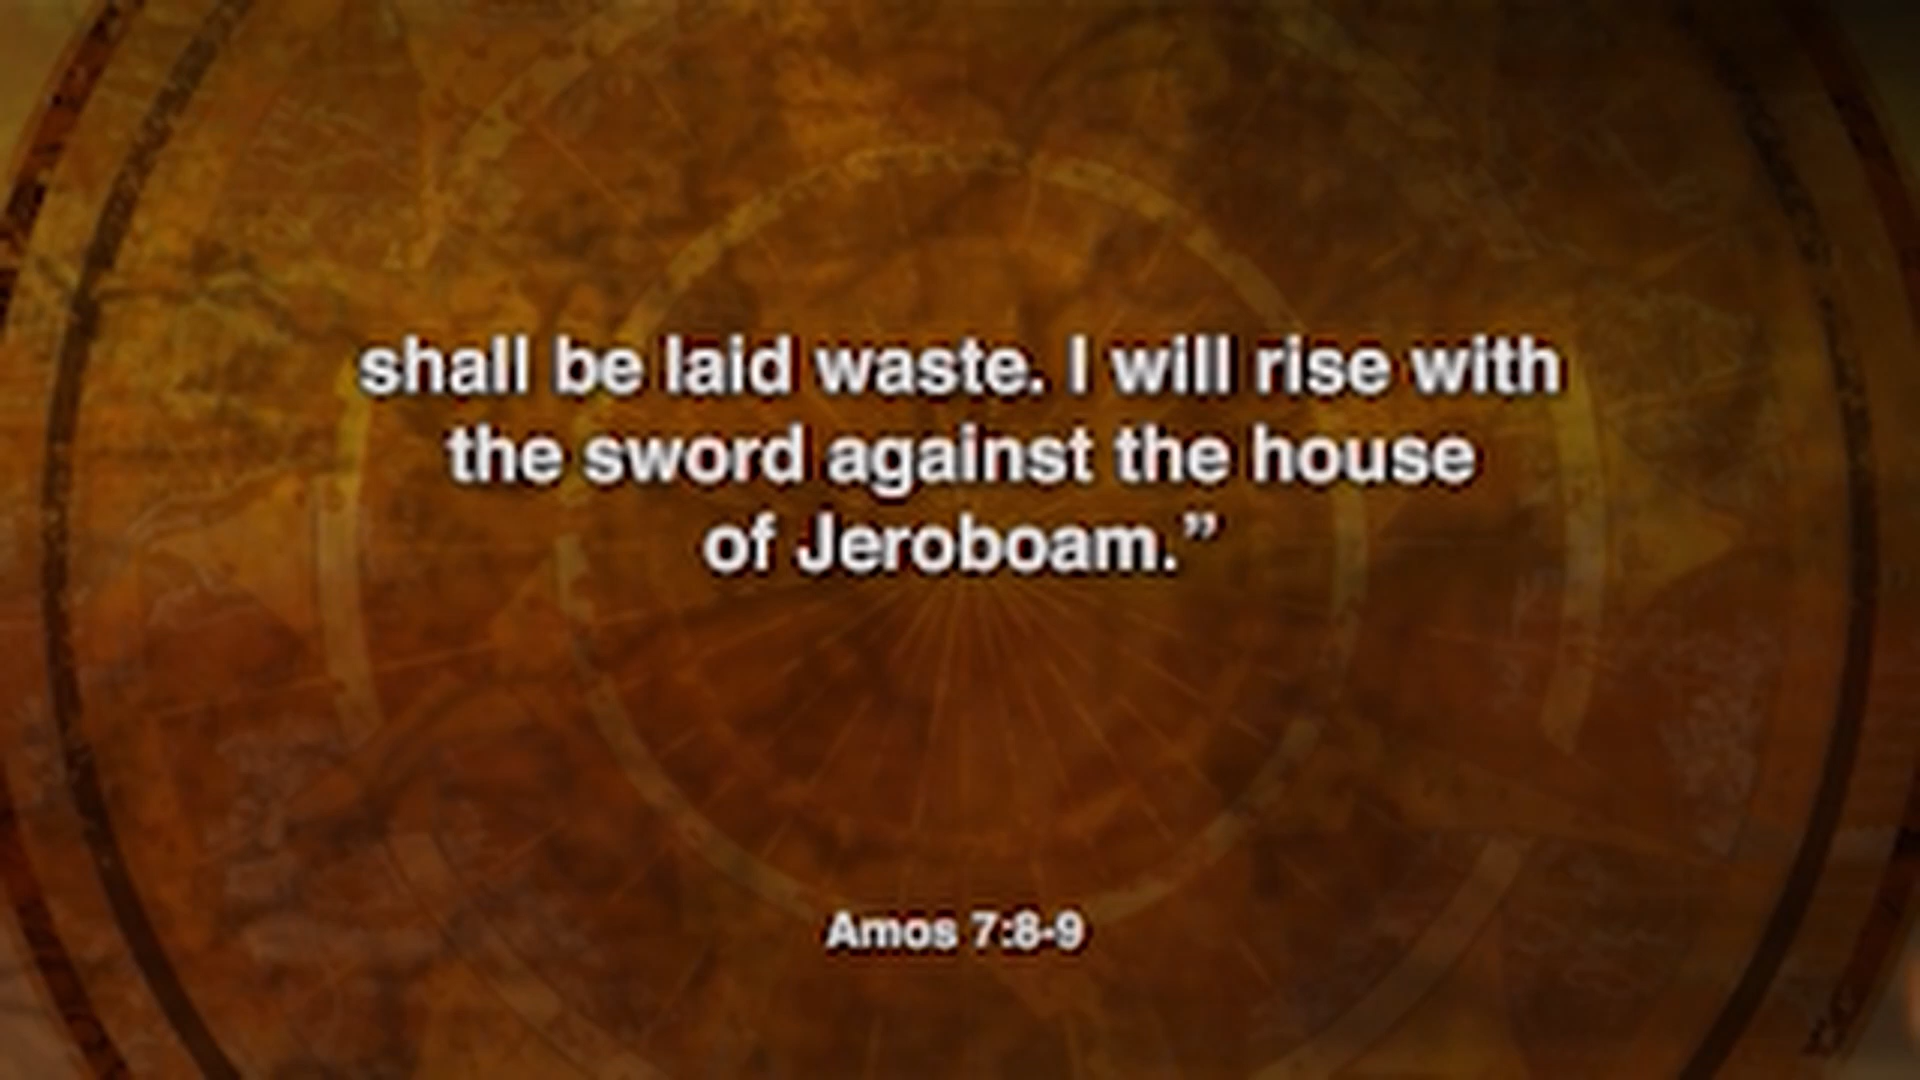 shall be laid waste. I will rise with
the sword against the house
of Jeroboam.”
Amos 7:8-9